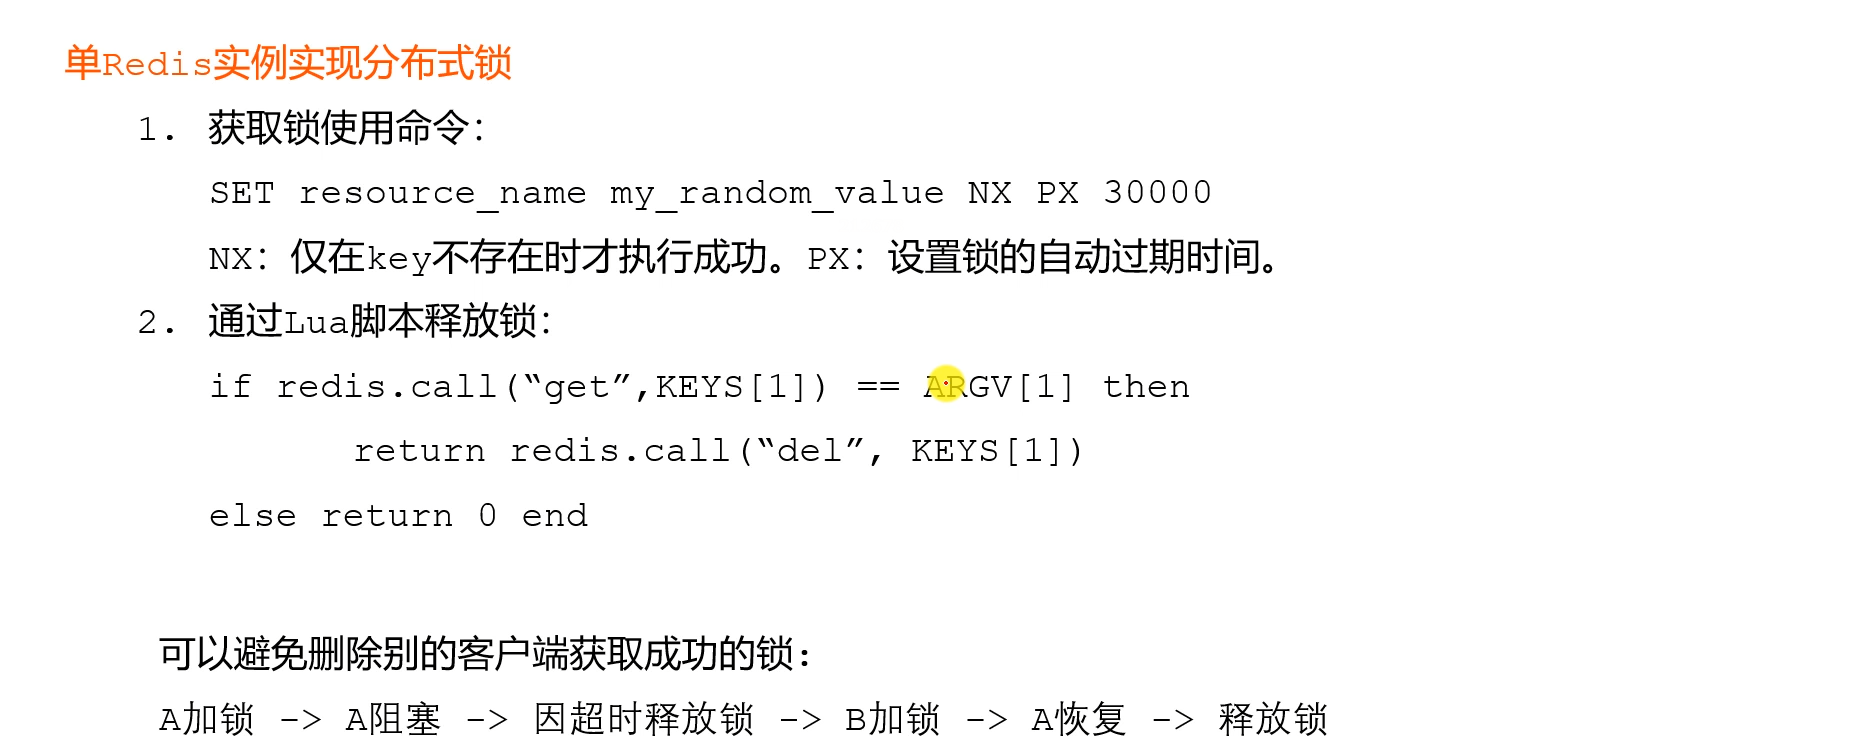 单Redis实例实现分布式锁
1. 获取锁使用命令:
SET resource_name my_random_value NX PX 30000
NX: 仅在key不存在时才执行成功。PX: 设置锁的自动过期时间。
2. 通过Lua脚本释放锁:
if redis.call(“get”,KEYS[1]) == ARGV[1] then
return redis.call(“del”, KEYS[1])
else return 0 end
可以避免删除别的客户端获取成功的锁:
A加锁 -> A阻塞 -> 因超时释放锁 -> B加锁 -> A恢复 -> 释放锁